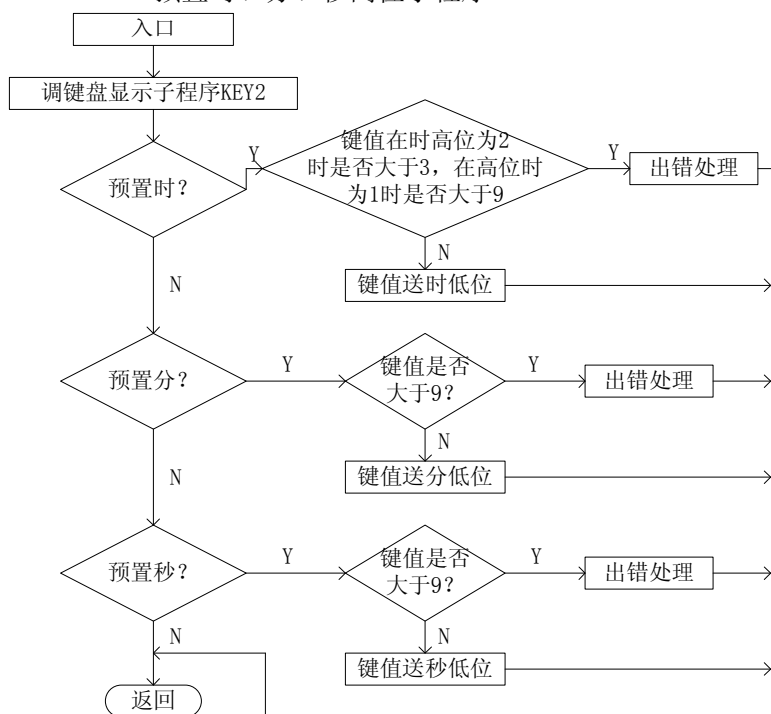 入口
调键盘显示子程序KEY2
预置时?
Y
键值在时高位为2
时是否大于3，在高位时
为1时是否大于9
Y
出错处理
N
键值送时低位
N
预置分?
Y
键值是否
大于9?
Y
出错处理
N
键值送分低位
N
预置秒?
Y
键值是否
大于9?
Y
出错处理
N
键值送秒低位
N
返回